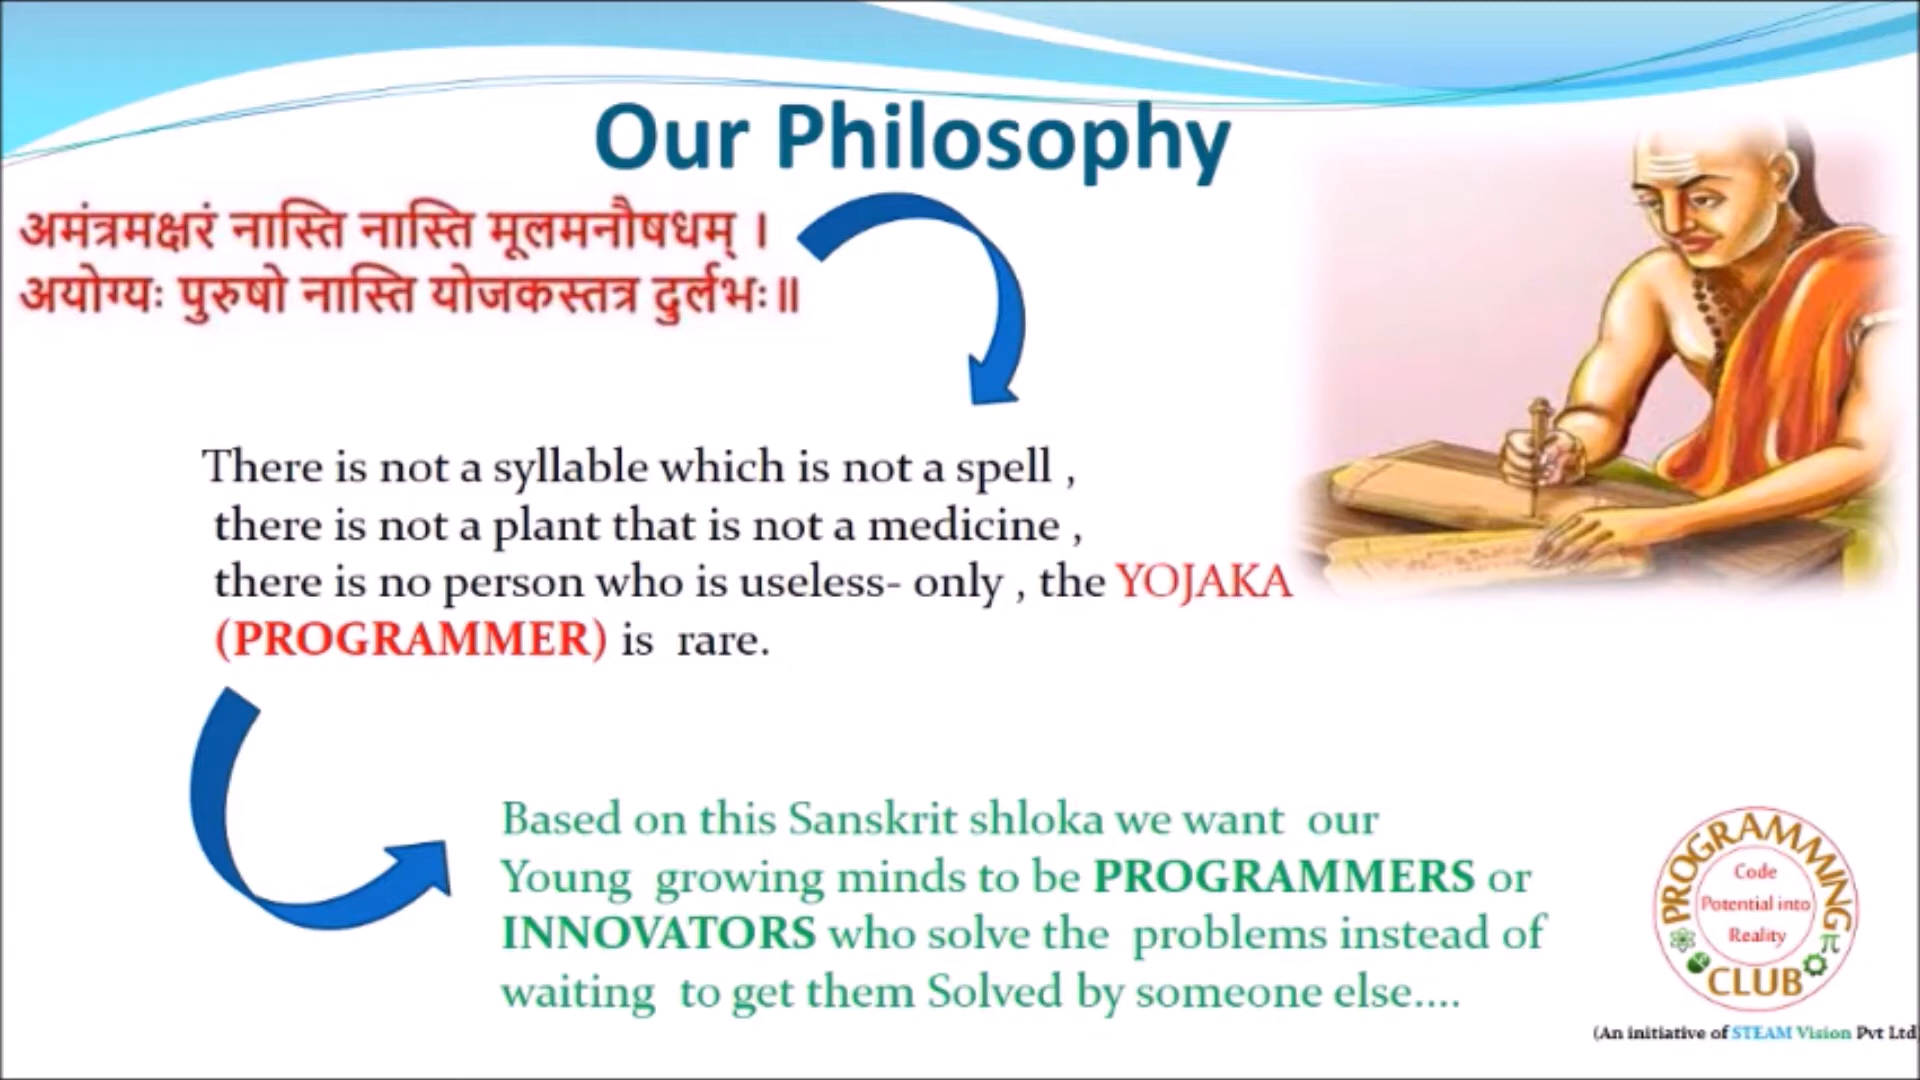 Our Philosophy
अमंत्रमक्षरं नास्ति नास्ति मूलमनौषधम् ।
अयोग्यः पुरुषो नास्ति योजकस्तत्र दुर्लभः॥
There is not a syllable which is not a spell ,
there is not a plant that is not a medicine ,
there is no person who is useless- only , the YOJAKA
(PROGRAMMER) is rare.
Based on this Sanskrit shloka we want our
Young growing minds to be PROGRAMMERS or
INNOVATORS who solve the problems instead of
waiting to get them Solved by someone else....
PROGRAMMING
Code
Potential into
Reality
π
CLUB
(An initiative of STEAM Vision Pvt Ltd